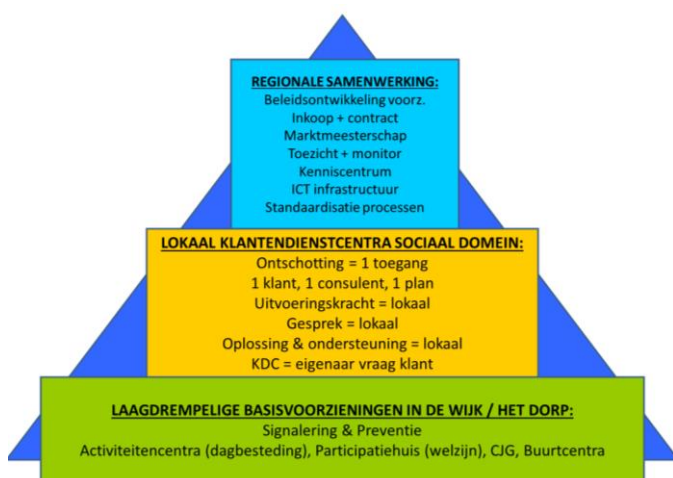 REGIONALE SAMENWERKING:
Beleidsontwikkeling voorz.
Inkoop + contract
Marktmeesterschap
Toezicht + monitor
Kenniscentrum
ICT infrastructuur
Standaardisatie processen
LOKAAL KLANTENDIENSTCENTRA SOCIAAL DOMEIN:
Ontschotting = 1 toegang
1 klant, 1 consulent, 1 plan
Uitvoeringskracht = lokaal
Gesprek = lokaal
Oplossing & ondersteuning = lokaal
KDC = eigenaar vraag klant
LAAGDREMPELIGE BASISVOORZIENINGEN IN DE WIJK / HET DORP:
Signalering & Preventie
Activiteitencentra (dagbesteding), Participatiehuis (welzijn), CJG, Buurtcentra